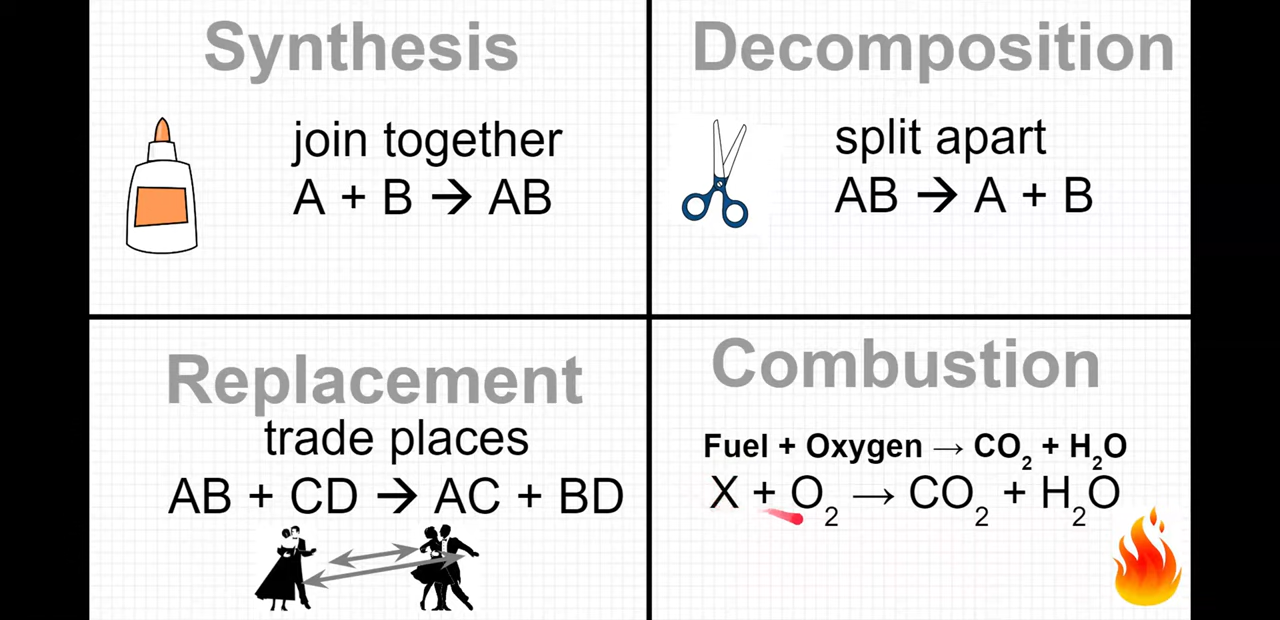 Synthesis
join together
A + B → AB
Decomposition
split apart
AB → A + B
Replacement
trade places
AB + CD → AC + BD
Combustion
Fuel + Oxygen → CO₂ + H₂O
X + O₂ → CO₂ + H₂O